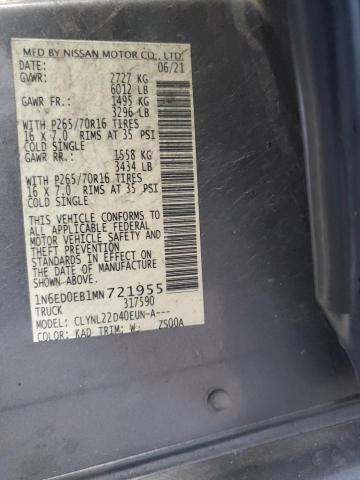 MFD BY NISSAN MOTOR CO., LTD.
DATE: 06/21
GVWR: 2727 KG
6012 LB
GAWR FR: 1495 KG
3296 LB
WITH P265/70R16 TIRES
16 X 7.0 RIMS AT 35 PSI
COLD SINGLE
GAWR RR: 1558 KG
3434 LB
WITH P265/70R16 TIRES
16 X 7.0 RIMS AT 35 PSI
COLD SINGLE
THIS VEHICLE CONFORMS TO
ALL APPLICABLE FEDERAL
MOTOR VEHICLE SAFETY AND
THEFT PREVENTION
STANDARDS IN EFFECT ON
DATE OF MANUFACTURE
1N6ED0EB1MN721955
TRUCK 317590
MODEL: CLYNL22D40EUN-A---
COLOR: KAD TRIM: W- Z500A